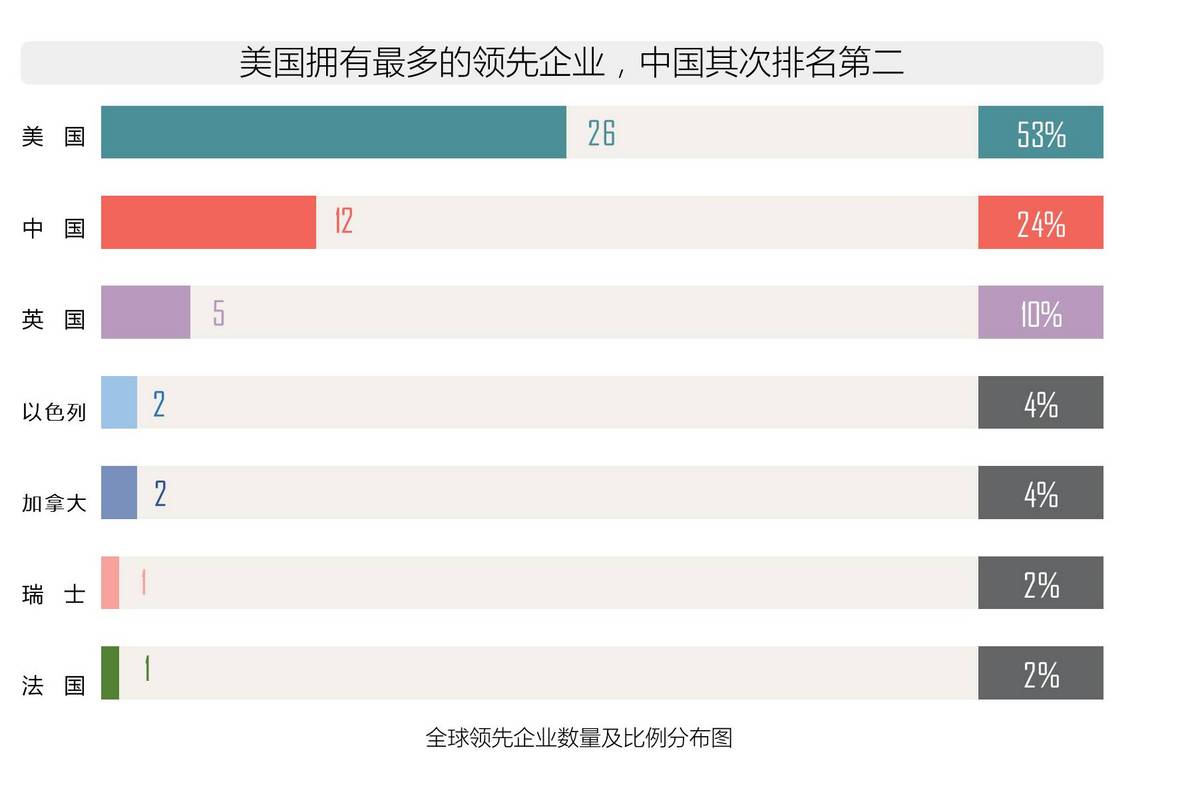 美国拥有最多的领先企业，中国其次排名第二
美 国 26 53%
中 国 12 24%
英 国 5 10%
以色列 2 4%
加拿大 2 4%
瑞 士 1 2%
法 国 1 2%
全球领先企业数量及比例分布图